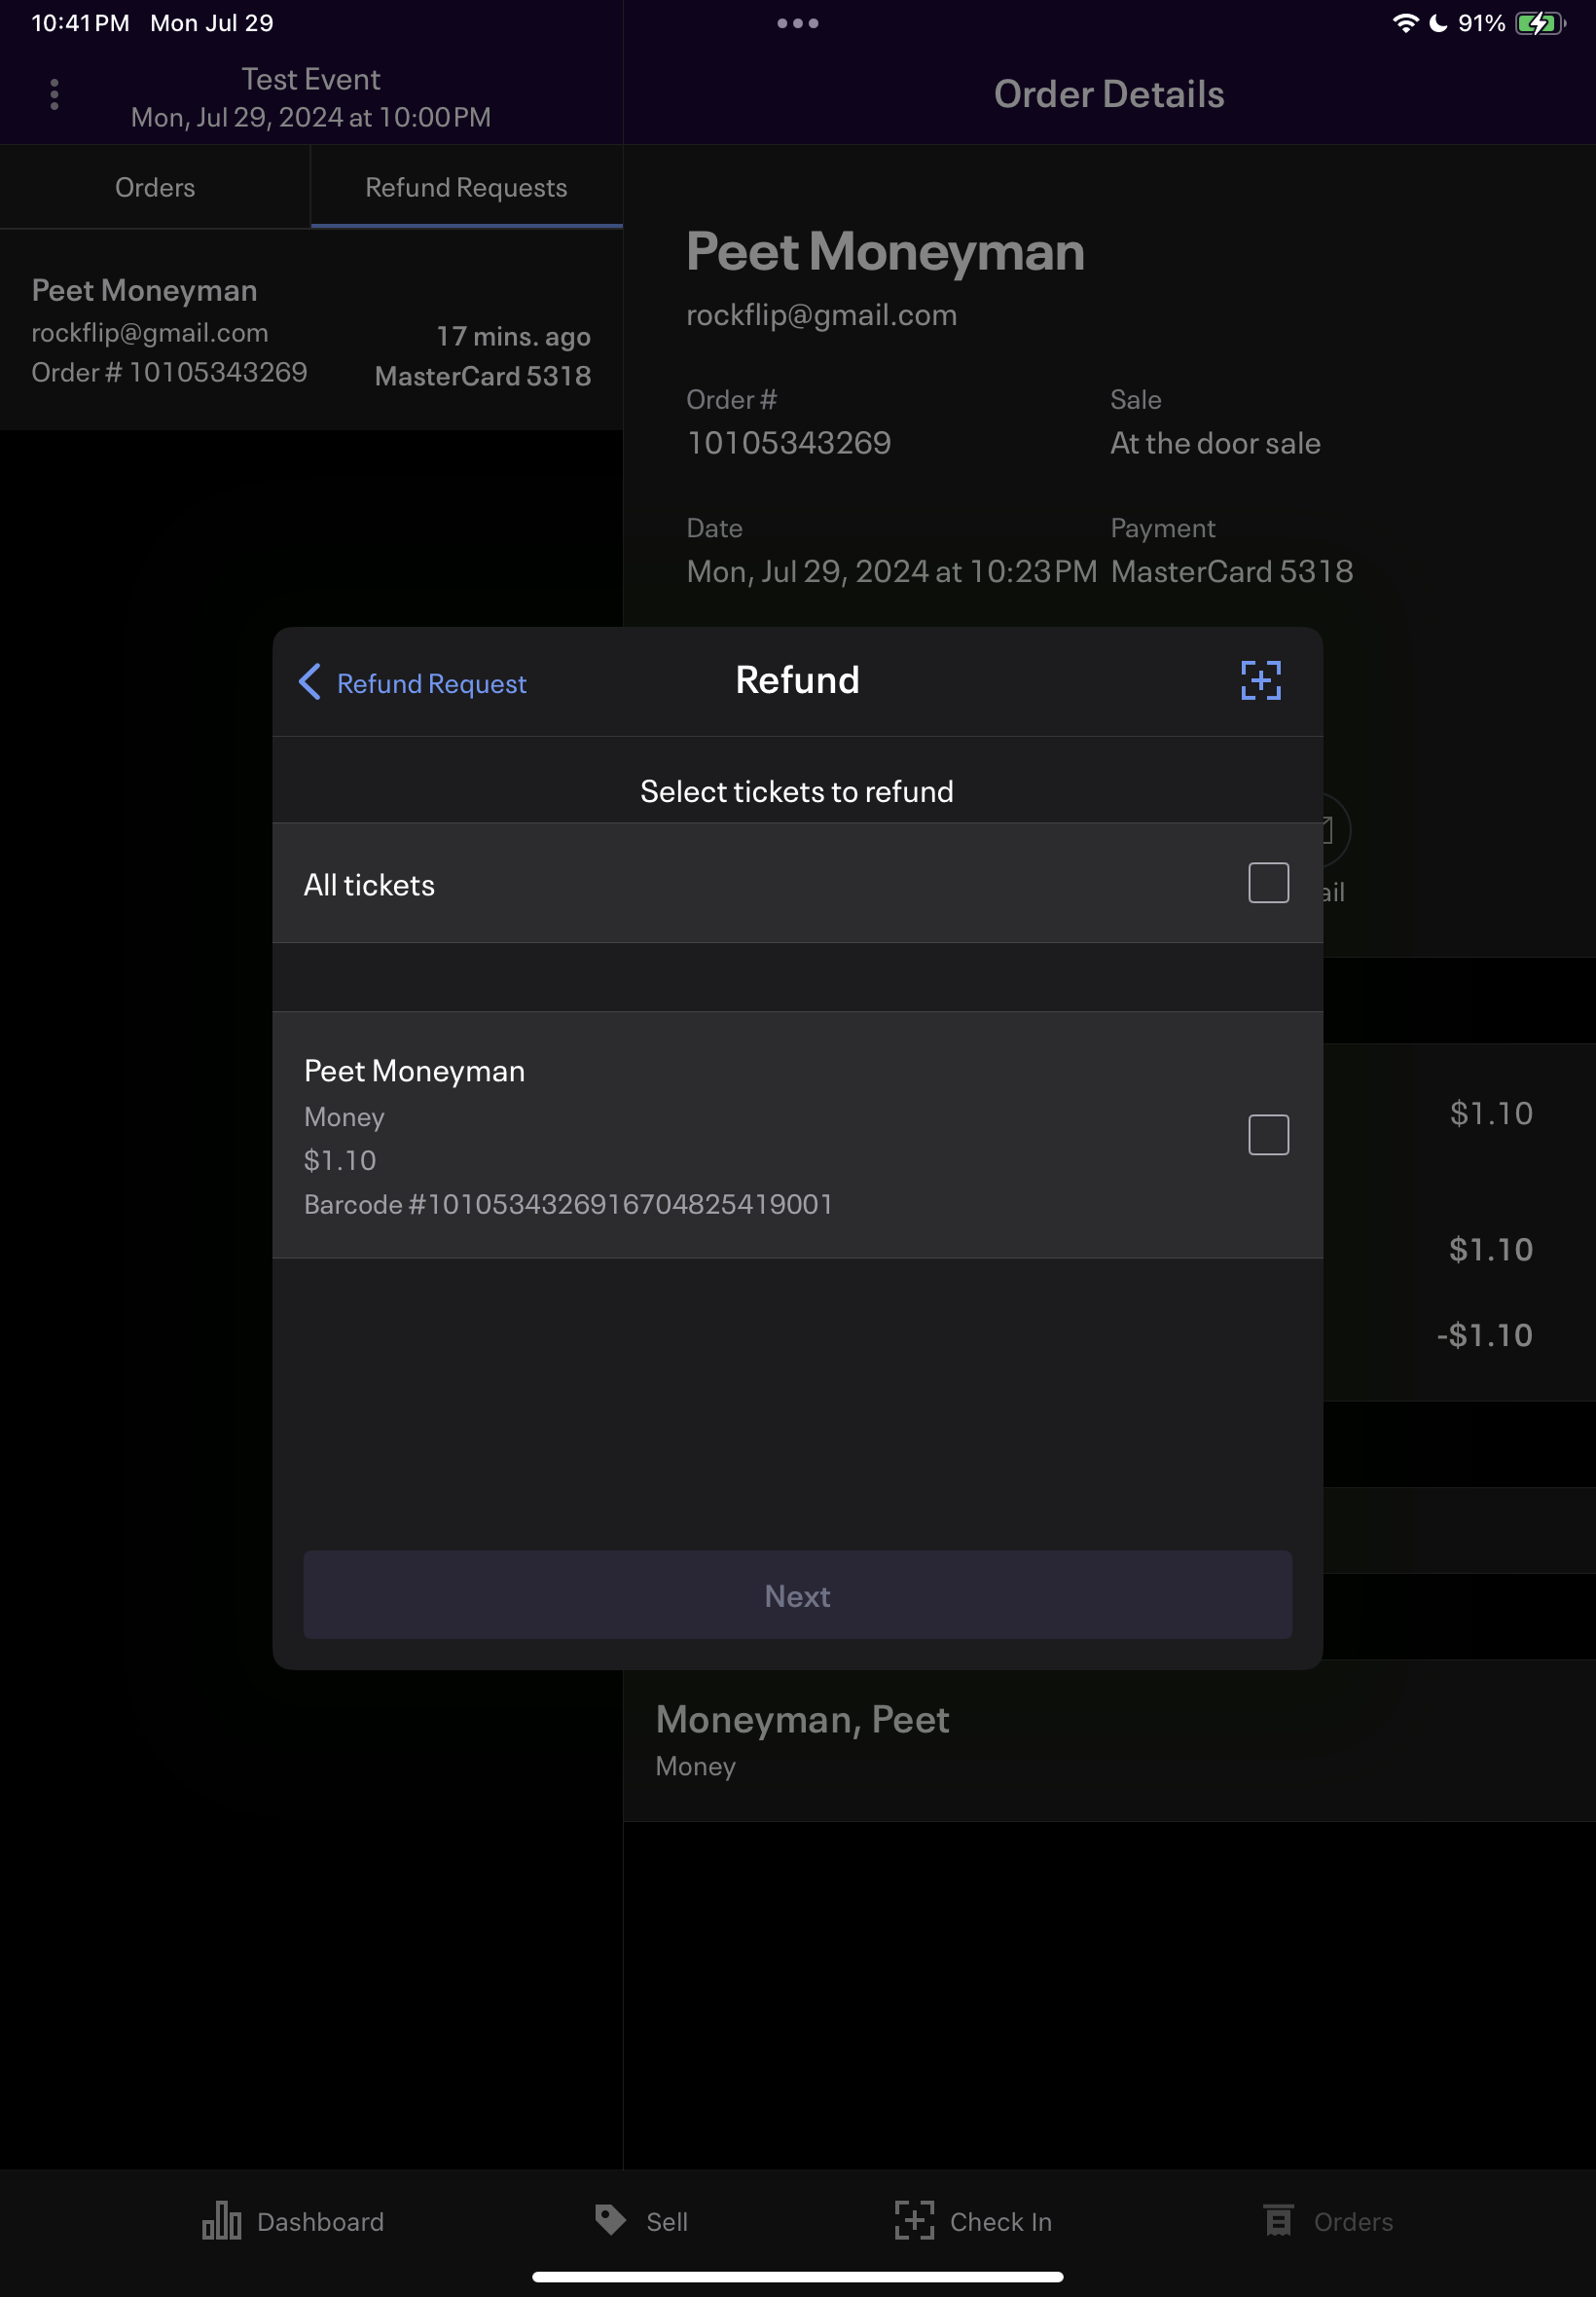 10:41 PM Mon Jul 29
91%
Test Event
Mon, Jul 29, 2024 at 10:00 PM
Order Details
Orders
Refund Requests
Peet Moneyman
rockflip@gmail.com
17 mins. ago
Order # 10105343269
MasterCard 5318
Peet Moneyman
rockflip@gmail.com
Order #
Sale
10105343269
At the door sale
Date
Payment
Mon, Jul 29, 2024 at 10:23 PM
MasterCard 5318
Refund Request
Refund
Select tickets to refund
All tickets
ail
Peet Moneyman
Money
$1.10
Barcode #1010534326916704825419001
Next
$1.10
$1.10
-$1.10
Moneyman, Peet
Money
Dashboard
Sell
Check In
Orders